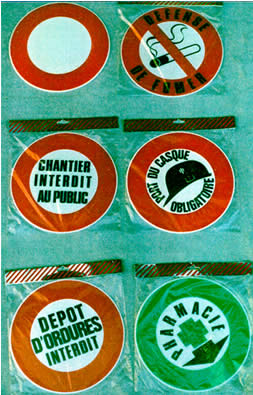 DEFENSE
DE FUMER
CHANTIER
INTERDIT
AU PUBLIC
PORT DU CASQUE
OBLIGATOIRE
DEPOT
D'ORDURES
INTERDIT
PHARMACIE